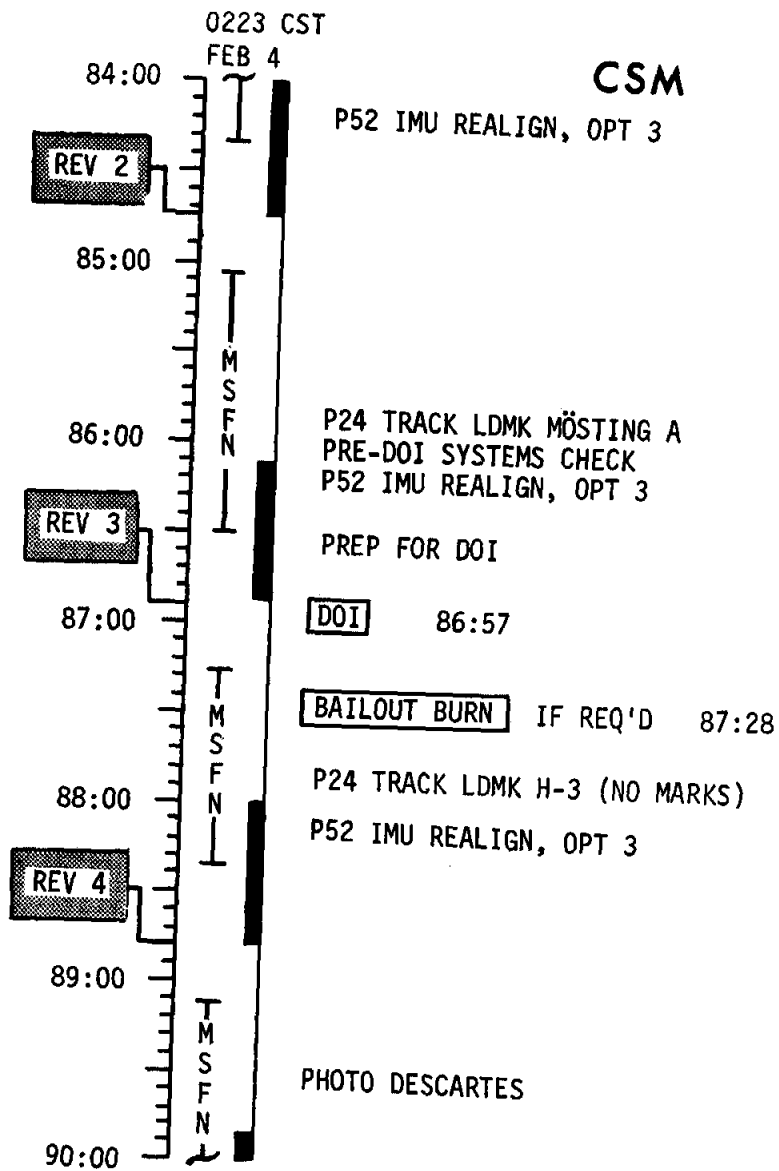 0223 CST
FEB 4
CSM
84:00
P52 IMU REALIGN, OPT 3
REV 2
85:00
MSFN
86:00
P24 TRACK LDMK MÖSTING A
PRE-DOI SYSTEMS CHECK
P52 IMU REALIGN, OPT 3
REV 3
PREP FOR DOI
87:00
DOI 86:57
MSFN
BAILOUT BURN IF REQ'D 87:28
88:00
P24 TRACK LDMK H-3 (NO MARKS)
P52 IMU REALIGN, OPT 3
REV 4
89:00
MSFN
PHOTO DESCARTES
90:00